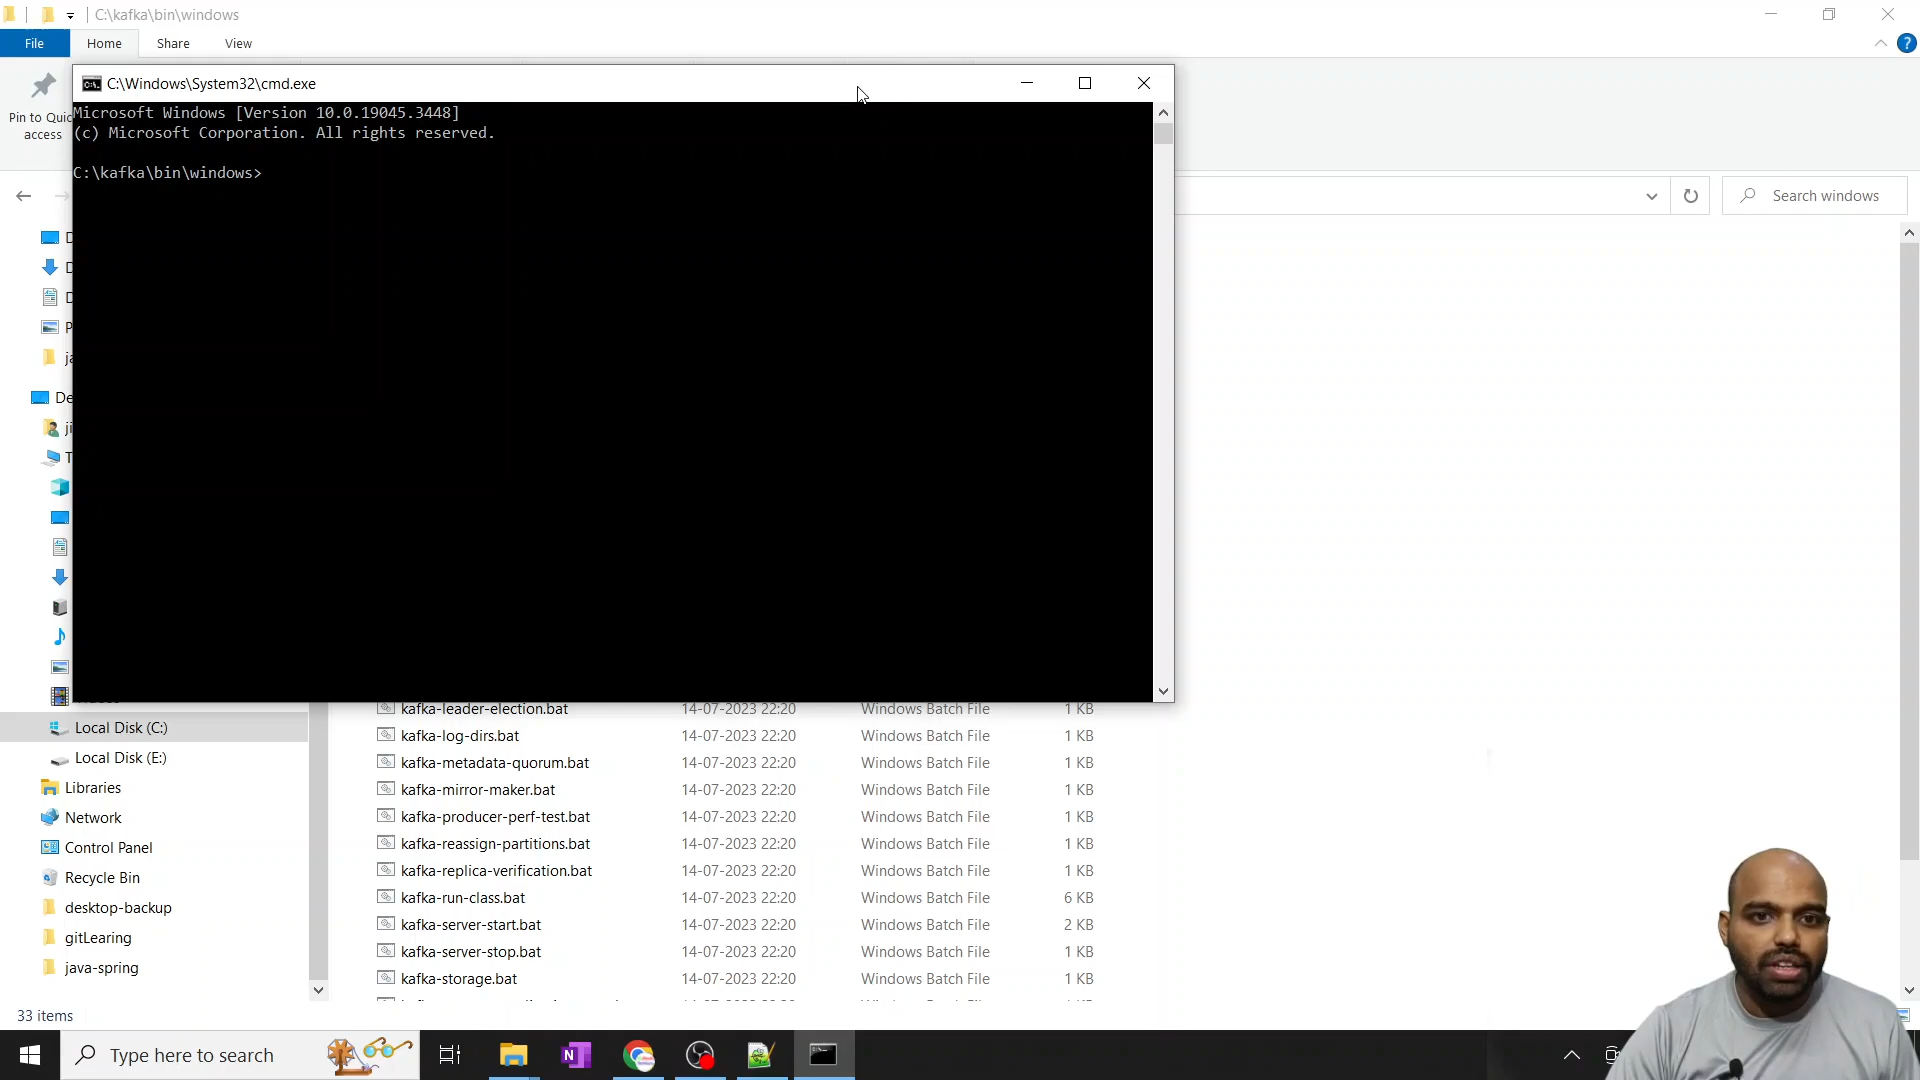 C:\kafka\bin\windows
File
Home
Share
View
Pin to Quic
access
C:\Windows\System32\cmd.exe
Microsoft Windows [Version 10.0.19045.3448]
(c) Microsoft Corporation. All rights reserved.
C:\kafka\bin\windows>
Search windows
Local Disk (C:)
Local Disk (E:)
Libraries
Network
Control Panel
Recycle Bin
desktop-backup
gitLearing
java-spring
kafka-leader-election.bat 14-07-2023 22:20 Windows Batch File 1 KB
kafka-log-dirs.bat 14-07-2023 22:20 Windows Batch File 1 KB
kafka-metadata-quorum.bat 14-07-2023 22:20 Windows Batch File 1 KB
kafka-mirror-maker.bat 14-07-2023 22:20 Windows Batch File 1 KB
kafka-producer-perf-test.bat 14-07-2023 22:20 Windows Batch File 1 KB
kafka-reassign-partitions.bat 14-07-2023 22:20 Windows Batch File 1 KB
kafka-replica-verification.bat 14-07-2023 22:20 Windows Batch File 1 KB
kafka-run-class.bat 14-07-2023 22:20 Windows Batch File 6 KB
kafka-server-start.bat 14-07-2023 22:20 Windows Batch File 2 KB
kafka-server-stop.bat 14-07-2023 22:20 Windows Batch File 1 KB
kafka-storage.bat 14-07-2023 22:20 Windows Batch File 1 KB
33 items
Type here to search